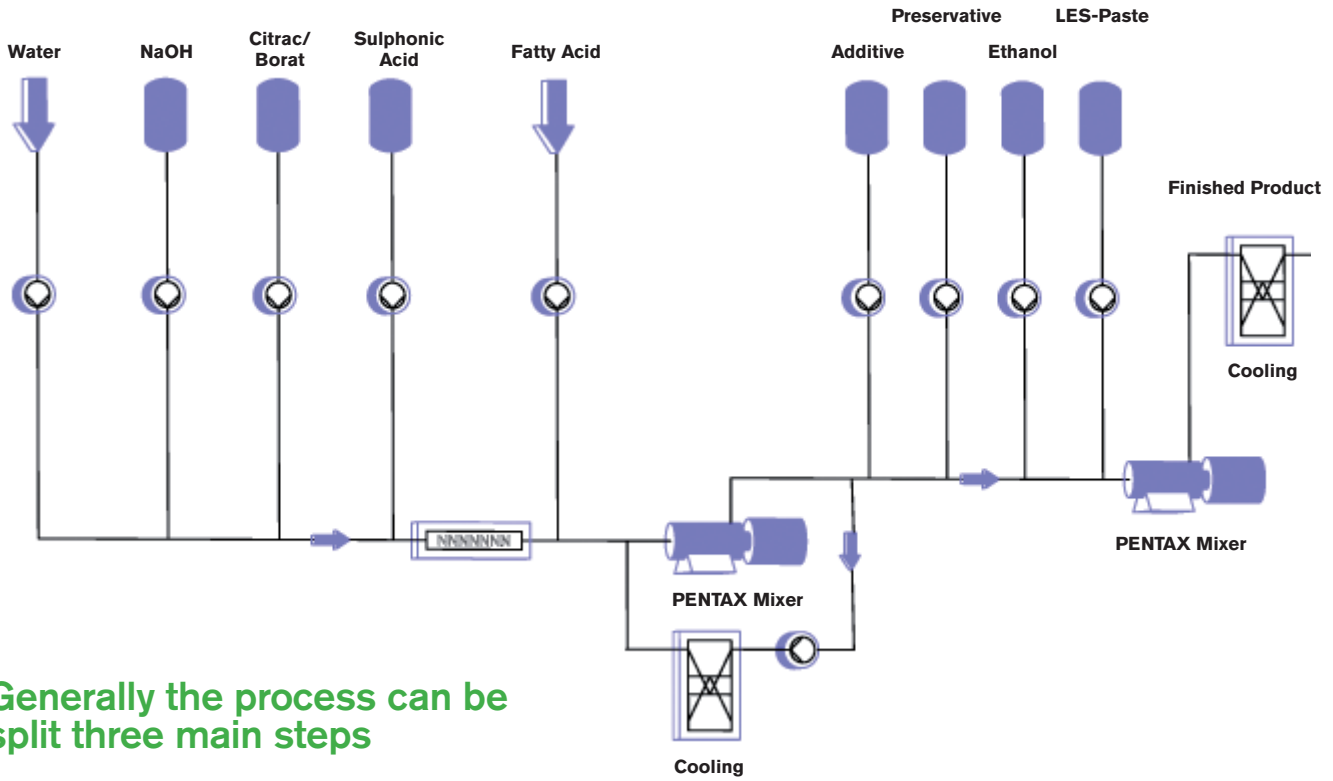 Preservative
LES-Paste
Water
NaOH
Citrac/
Borat
Sulphonic
Acid
Fatty Acid
Additive
Ethanol
Finished Product
Cooling
PENTAX Mixer
PENTAX Mixer
Generally the process can be
split three main steps
Cooling